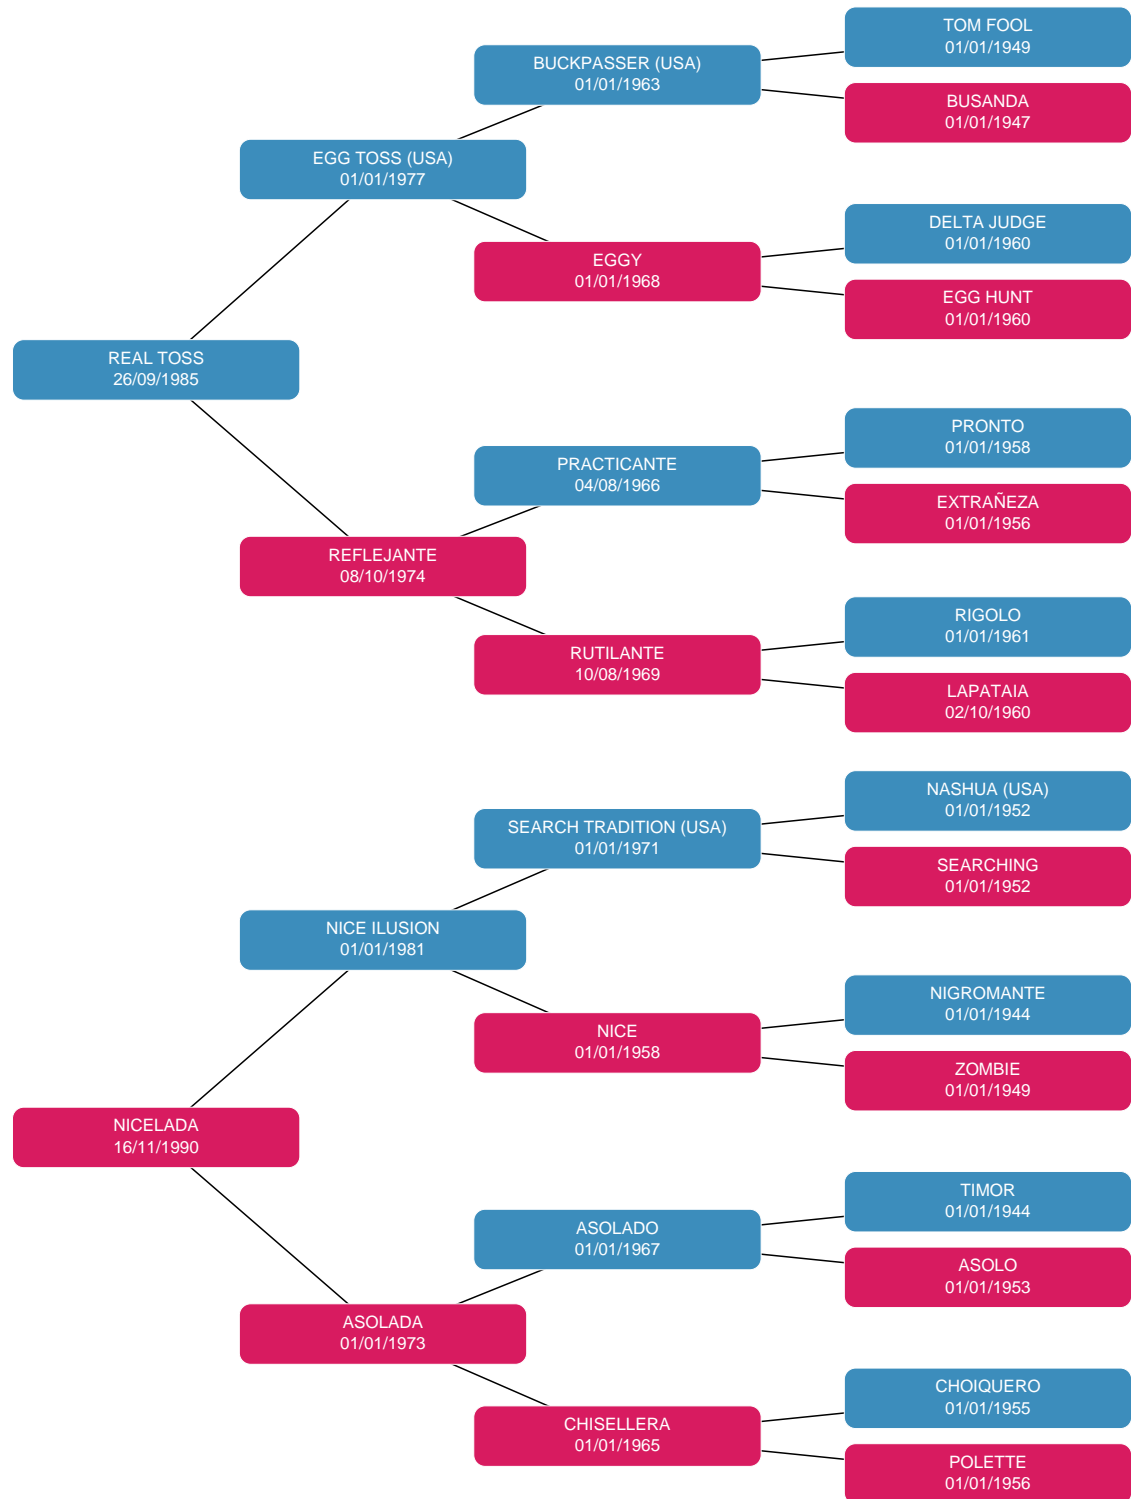 TOM FOOL
01/01/1949
BUCKPASSER (USA)
01/01/1963
BUSANDA
01/01/1947
EGG TOSS (USA)
01/01/1977
DELTA JUDGE
01/01/1960
EGGY
01/01/1968
EGG HUNT
01/01/1960
REAL TOSS
26/09/1985
PRONTO
01/01/1958
PRACTICANTE
04/08/1966
EXTRAÑEZA
01/01/1956
REFLEJANTE
08/10/1974
RIGOLO
01/01/1961
RUTILANTE
10/08/1969
LAPATAIA
02/10/1960
NASHUA (USA)
01/01/1952
SEARCH TRADITION (USA)
01/01/1971
SEARCHING
01/01/1952
NICE ILUSION
01/01/1981
NIGROMANTE
01/01/1944
NICE
01/01/1958
ZOMBIE
01/01/1949
NICELADA
16/11/1990
TIMOR
01/01/1944
ASOLADO
01/01/1967
ASOLO
01/01/1953
ASOLADA
01/01/1973
CHOIQUERO
01/01/1955
CHISELLERA
01/01/1965
POLETTE
01/01/1956